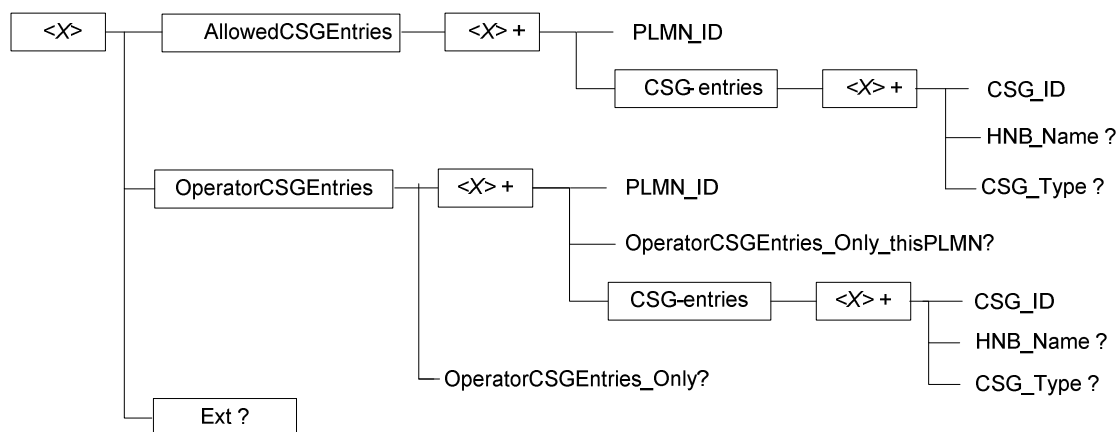 <X> AllowedCSGEntries <X> + PLMN_ID
CSG-entries <X> + CSG_ID
HNB_Name ?
CSG_Type ?
OperatorCSGEntries <X> + PLMN_ID
OperatorCSGEntries_Only_thisPLMN?
CSG-entries <X> + CSG_ID
HNB_Name ?
OperatorCSGEntries_Only? CSG_Type ?
Ext ?